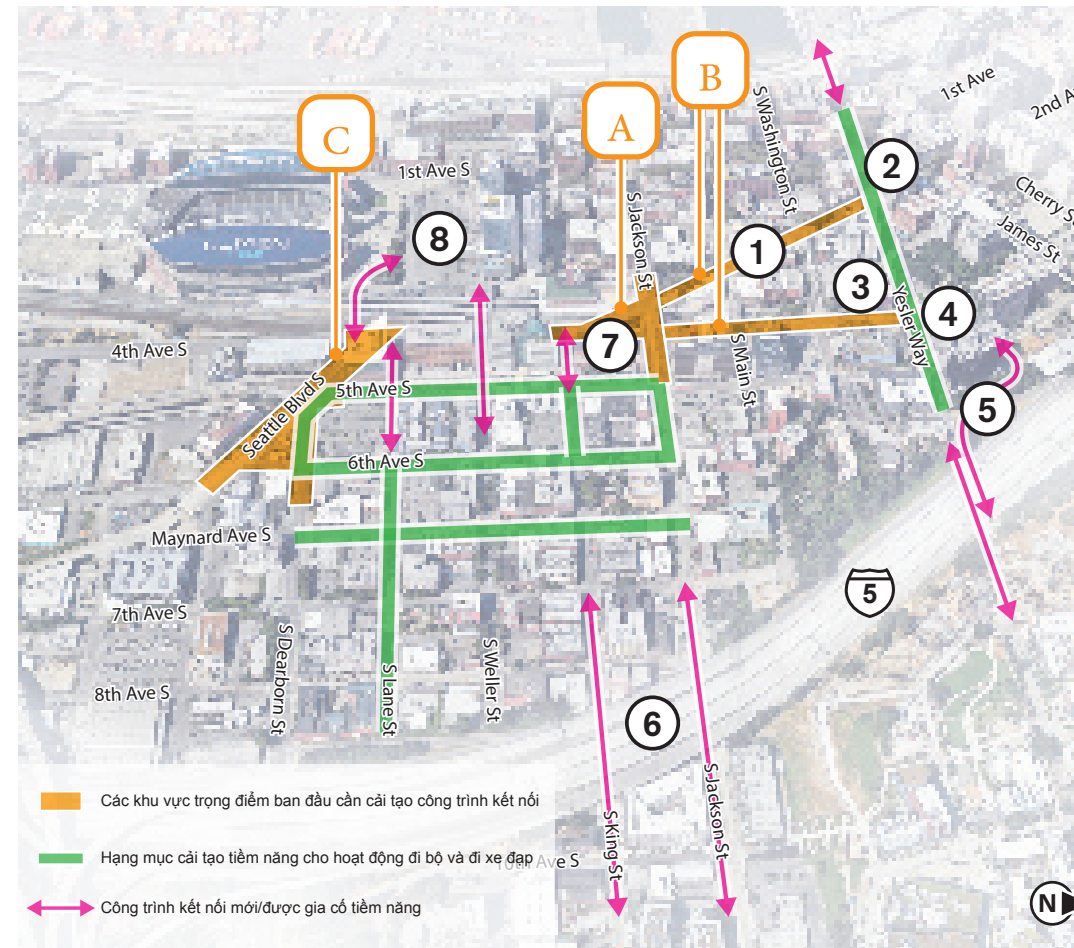 1st Ave
2nd A
B
C
A
S Washington St
2
1st Ave S
Cherry S
S Jackson St
James St
8
1
3
Yesler Way
4
7
4th Ave S
S Main St
5th Ave S
Seattle Blvd S
5
6th Ave S
Maynard Ave S
5
7th Ave S
S Dearborn St
S Lane St
S Weller St
8th Ave S
6
S King St
S Jackson St
Các khu vực trọng điểm ban đầu cần cải tạo công trình kết nối
Hạng mục cải tạo tiềm năng cho hoạt động đi bộ và đi xe đạp
10th Ave S
Công trình kết nối mới/được gia cố tiềm năng
N